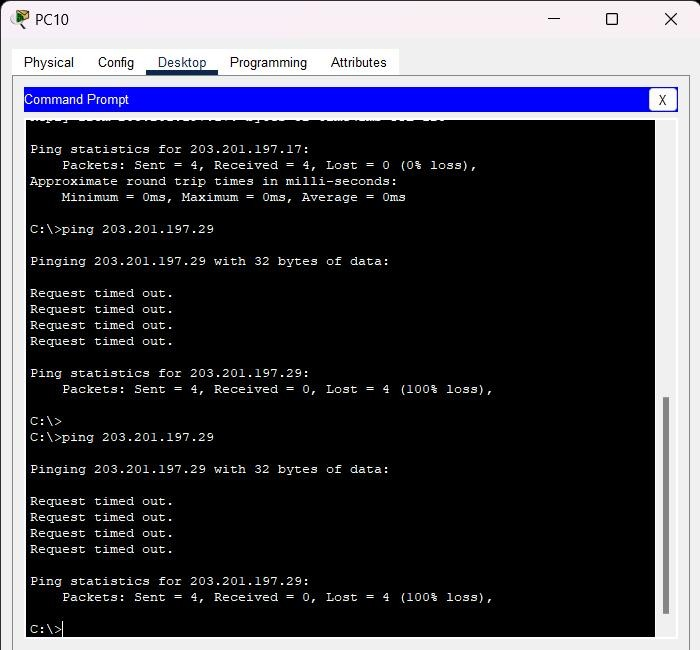 PC10
Physical Config Desktop Programming Attributes
Command Prompt
X
Ping statistics for 203.201.197.17:
Packets: Sent = 4, Received = 4, Lost = 0 (0% loss),
Approximate round trip times in milli-seconds:
Minimum = 0ms, Maximum = 0ms, Average = 0ms
C:\>ping 203.201.197.29
Pinging 203.201.197.29 with 32 bytes of data:
Request timed out.
Request timed out.
Request timed out.
Request timed out.
Ping statistics for 203.201.197.29:
Packets: Sent = 4, Received = 0, Lost = 4 (100% loss),
C:\>
C:\>ping 203.201.197.29
Pinging 203.201.197.29 with 32 bytes of data:
Request timed out.
Request timed out.
Request timed out.
Request timed out.
Ping statistics for 203.201.197.29:
Packets: Sent = 4, Received = 0, Lost = 4 (100% loss),
C:\>